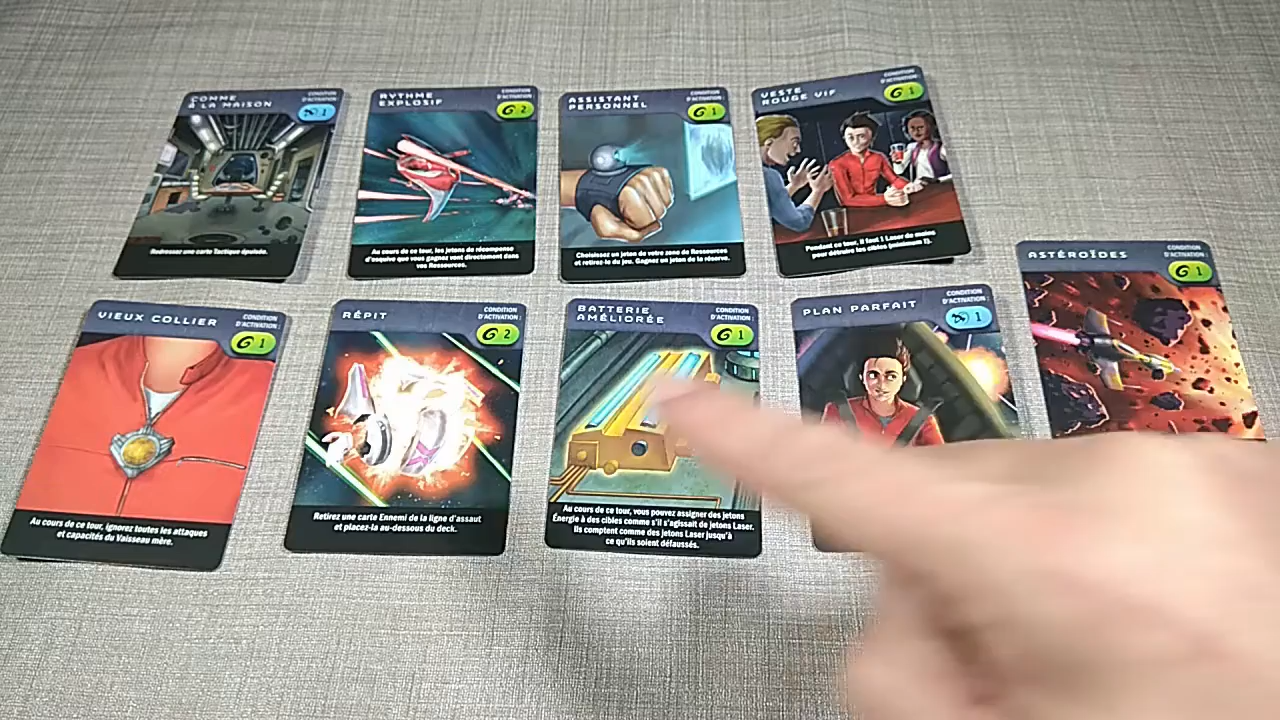 COMME
À LA MAISON
CONDITION
D'ACTIVATION :
1
Redressez une carte Tactique épuisée.
RYTHME
EXPLOSIF
CONDITION
D'ACTIVATION :
2
Au cours de ce tour, les jetons de récompense
d'esquive que vous gagnez vont directement dans
vos Ressources.
ASSISTANT
PERSONNEL
CONDITION
D'ACTIVATION :
1
Choisissez un jeton de votre zone de Ressources
et retirez-le du jeu. Gagnez un jeton de la réserve.
VESTE
ROUGE VIF
CONDITION
D'ACTIVATION :
1
Pendant ce tour, il faut 1 Laser de moins
pour détruire les cibles (minimum 1).
ASTÉROÏDES
CONDITION
D'ACTIVATION :
1
VIEUX COLLIER
CONDITION
D'ACTIVATION :
1
Au cours de ce tour, ignorez toutes les attaques
et capacités du Vaisseau mère.
RÉPIT
CONDITION
D'ACTIVATION :
2
Retirez une carte Ennemi de la ligne d'assaut
et placez-la au-dessous du deck.
BATTERIE
AMÉLIORÉE
CONDITION
D'ACTIVATION :
1
Au cours de ce tour, vous pouvez assigner des jetons
Énergie à des cibles comme s'il s'agissait de jetons Laser.
Ils comptent comme des jetons Laser jusqu'à
ce qu'ils soient défaussés.
PLAN PARFAIT
CONDITION
D'ACTIVATION :
1